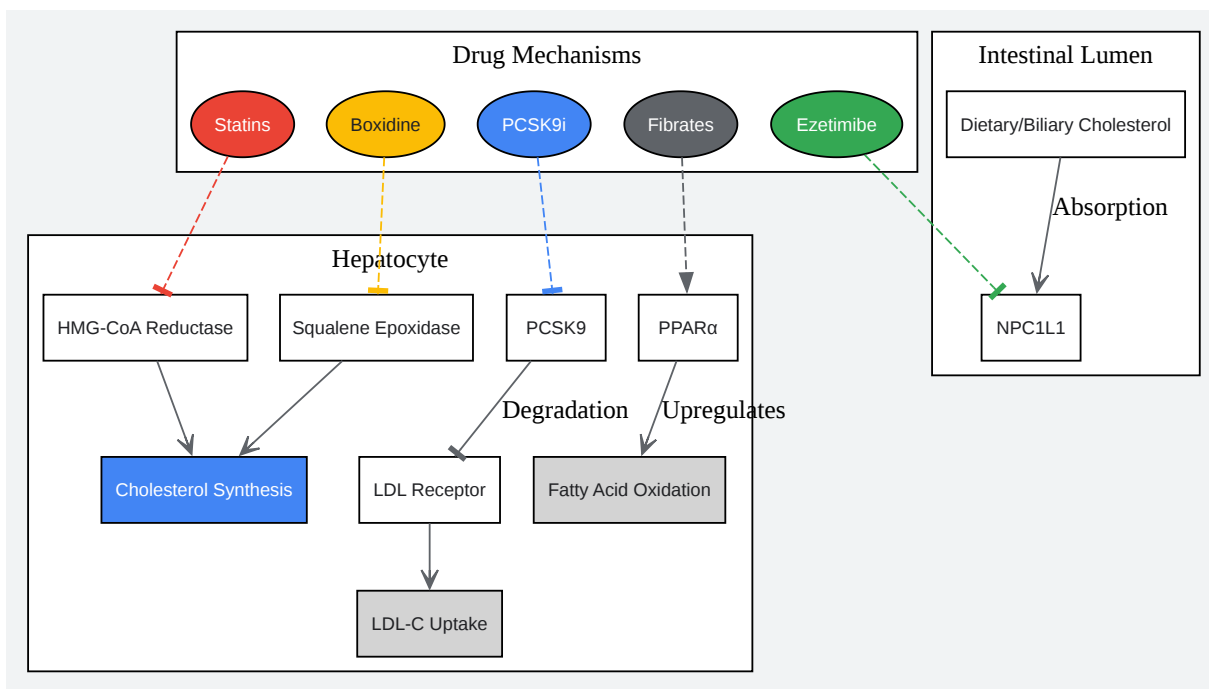 Drug Mechanisms
Statins
Boxidine
PCSK9i
Fibrates
Ezetimibe
Intestinal Lumen
Dietary/Biliary Cholesterol
Absorption
NPC1L1
Hepatocyte
HMG-CoA Reductase
Squalene Epoxidase
PCSK9
PPARα
Degradation
Upregulates
Cholesterol Synthesis
LDL Receptor
Fatty Acid Oxidation
LDL-C Uptake